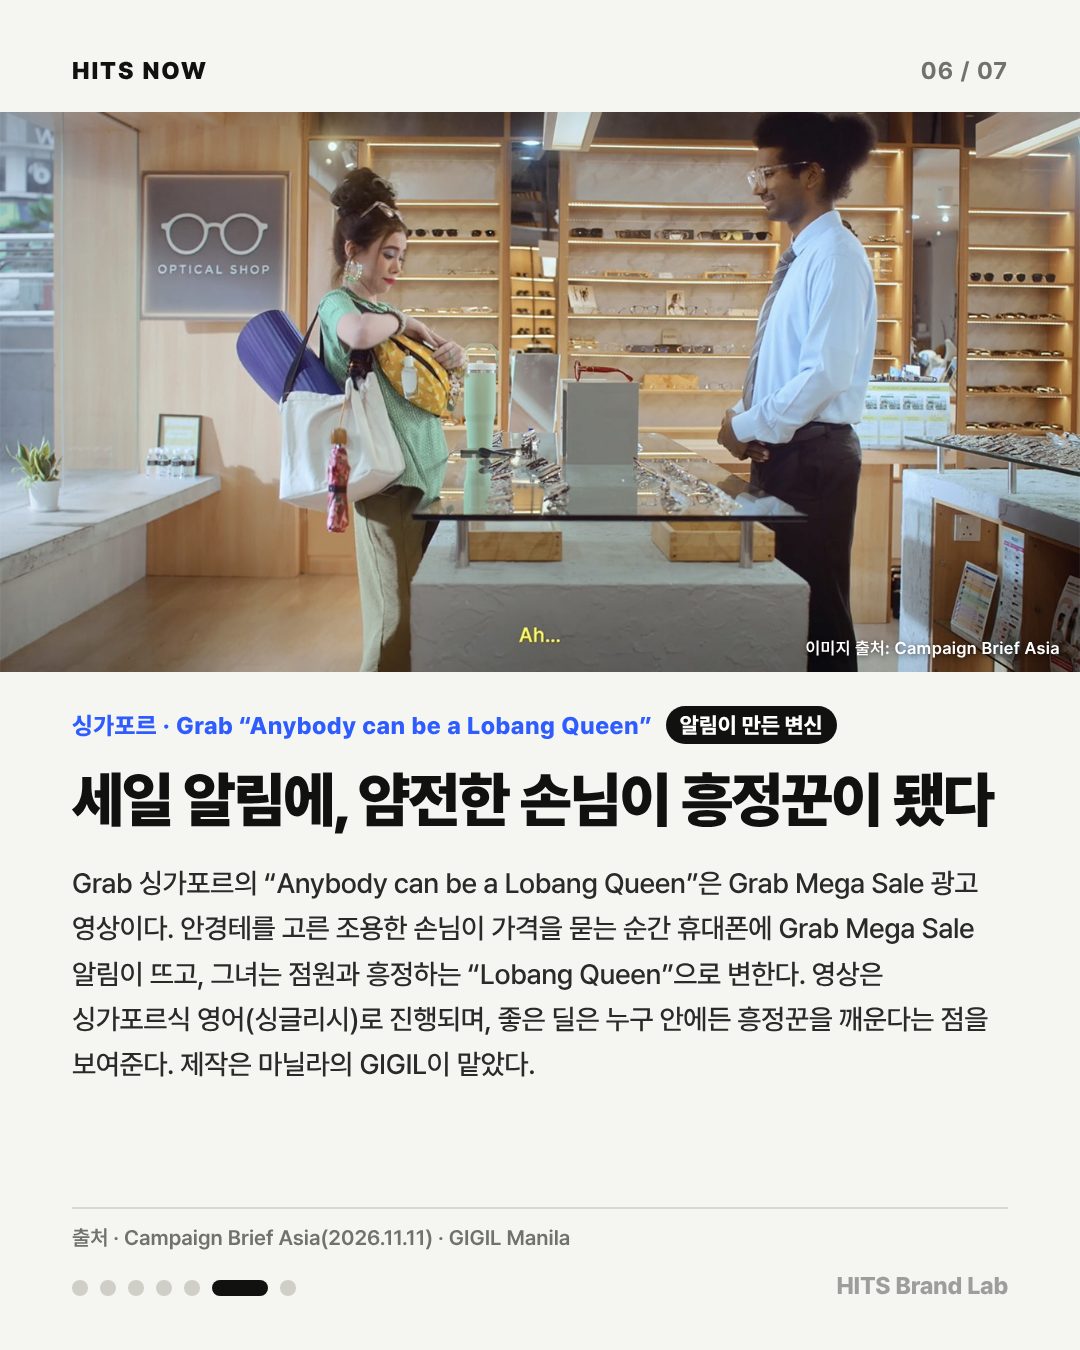 HITS NOW
06 / 07
OPTICAL SHOP
Ah...
이미지 출처: Campaign Brief Asia
싱가포르 · Grab “Anybody can be a Lobang Queen”
알림이 만든 변신
세일 알림에, 얌전한 손님이 흥정꾼이 됐다
Grab 싱가포르의 “Anybody can be a Lobang Queen”은 Grab Mega Sale 광고
영상이다. 안경테를 고른 조용한 손님이 가격을 묻는 순간 휴대폰에 Grab Mega Sale
알림이 뜨고, 그녀는 점원과 흥정하는 “Lobang Queen”으로 변한다. 영상은
싱가포르식 영어(싱글리시)로 진행되며, 좋은 딜은 누구 안에든 흥정꾼을 깨운다는 점을
보여준다. 제작은 마닐라의 GIGIL이 맡았다.
출처 · Campaign Brief Asia(2026.11.11) · GIGIL Manila
HITS Brand Lab